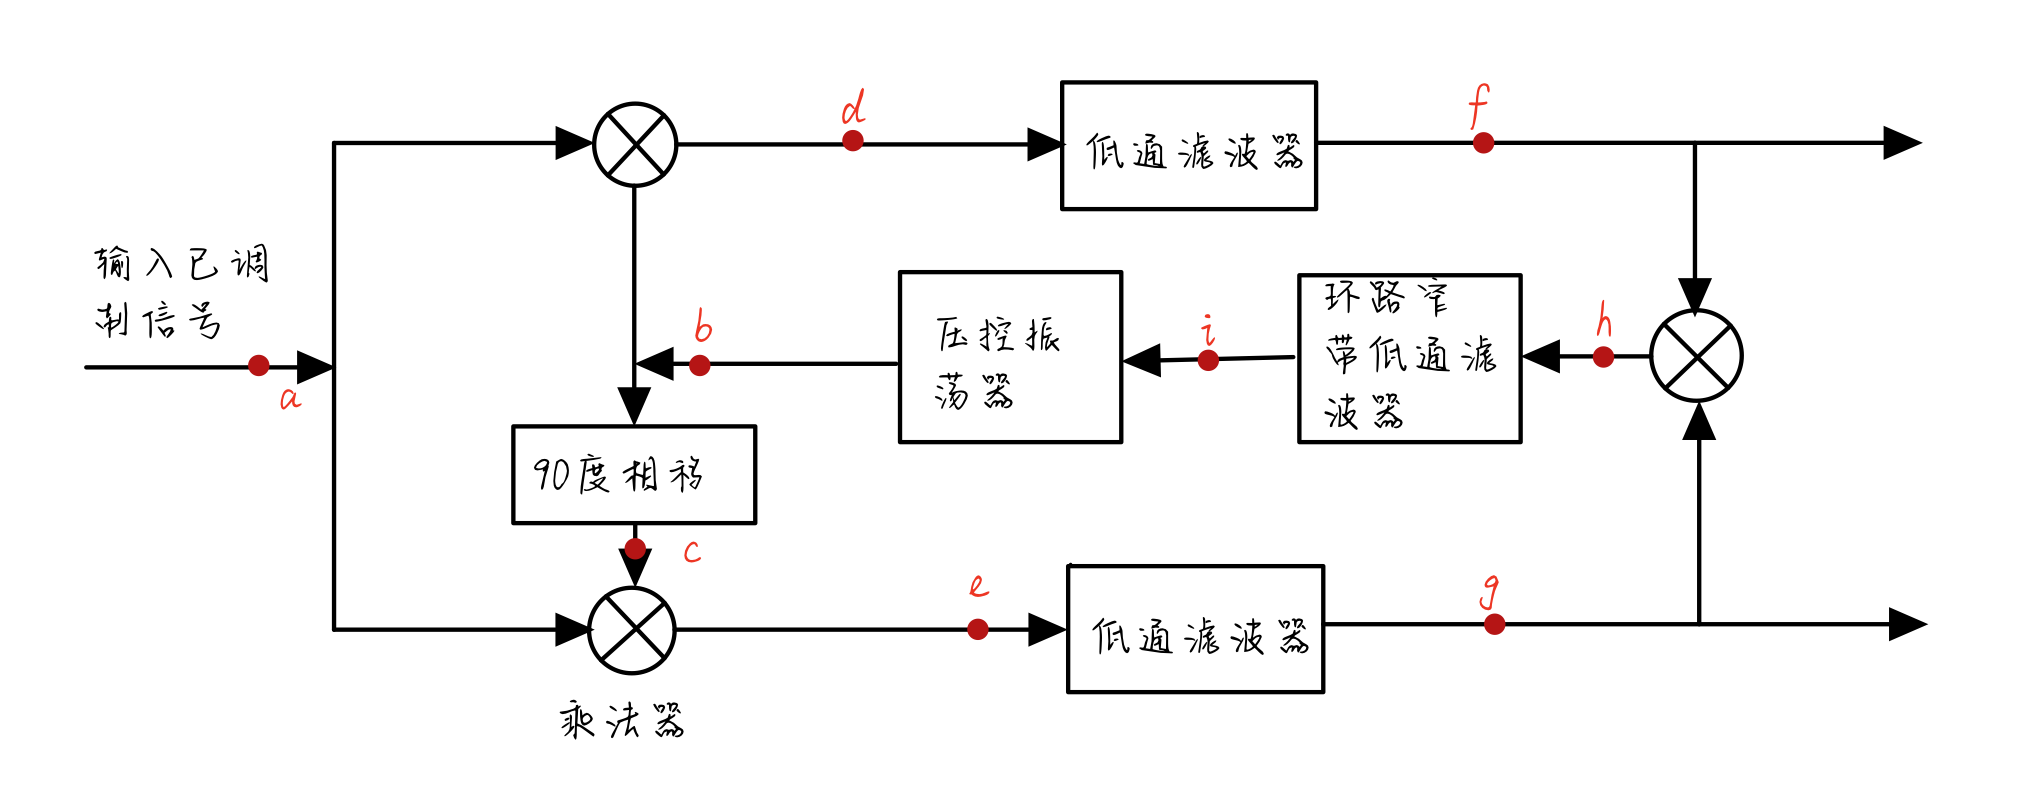 d
f
低通滤波器
输入已调
制信号
a
b
压控振
荡器
i
环路窄
带低通滤
波器
h
90度相移
c
e
低通滤波器
g
乘法器